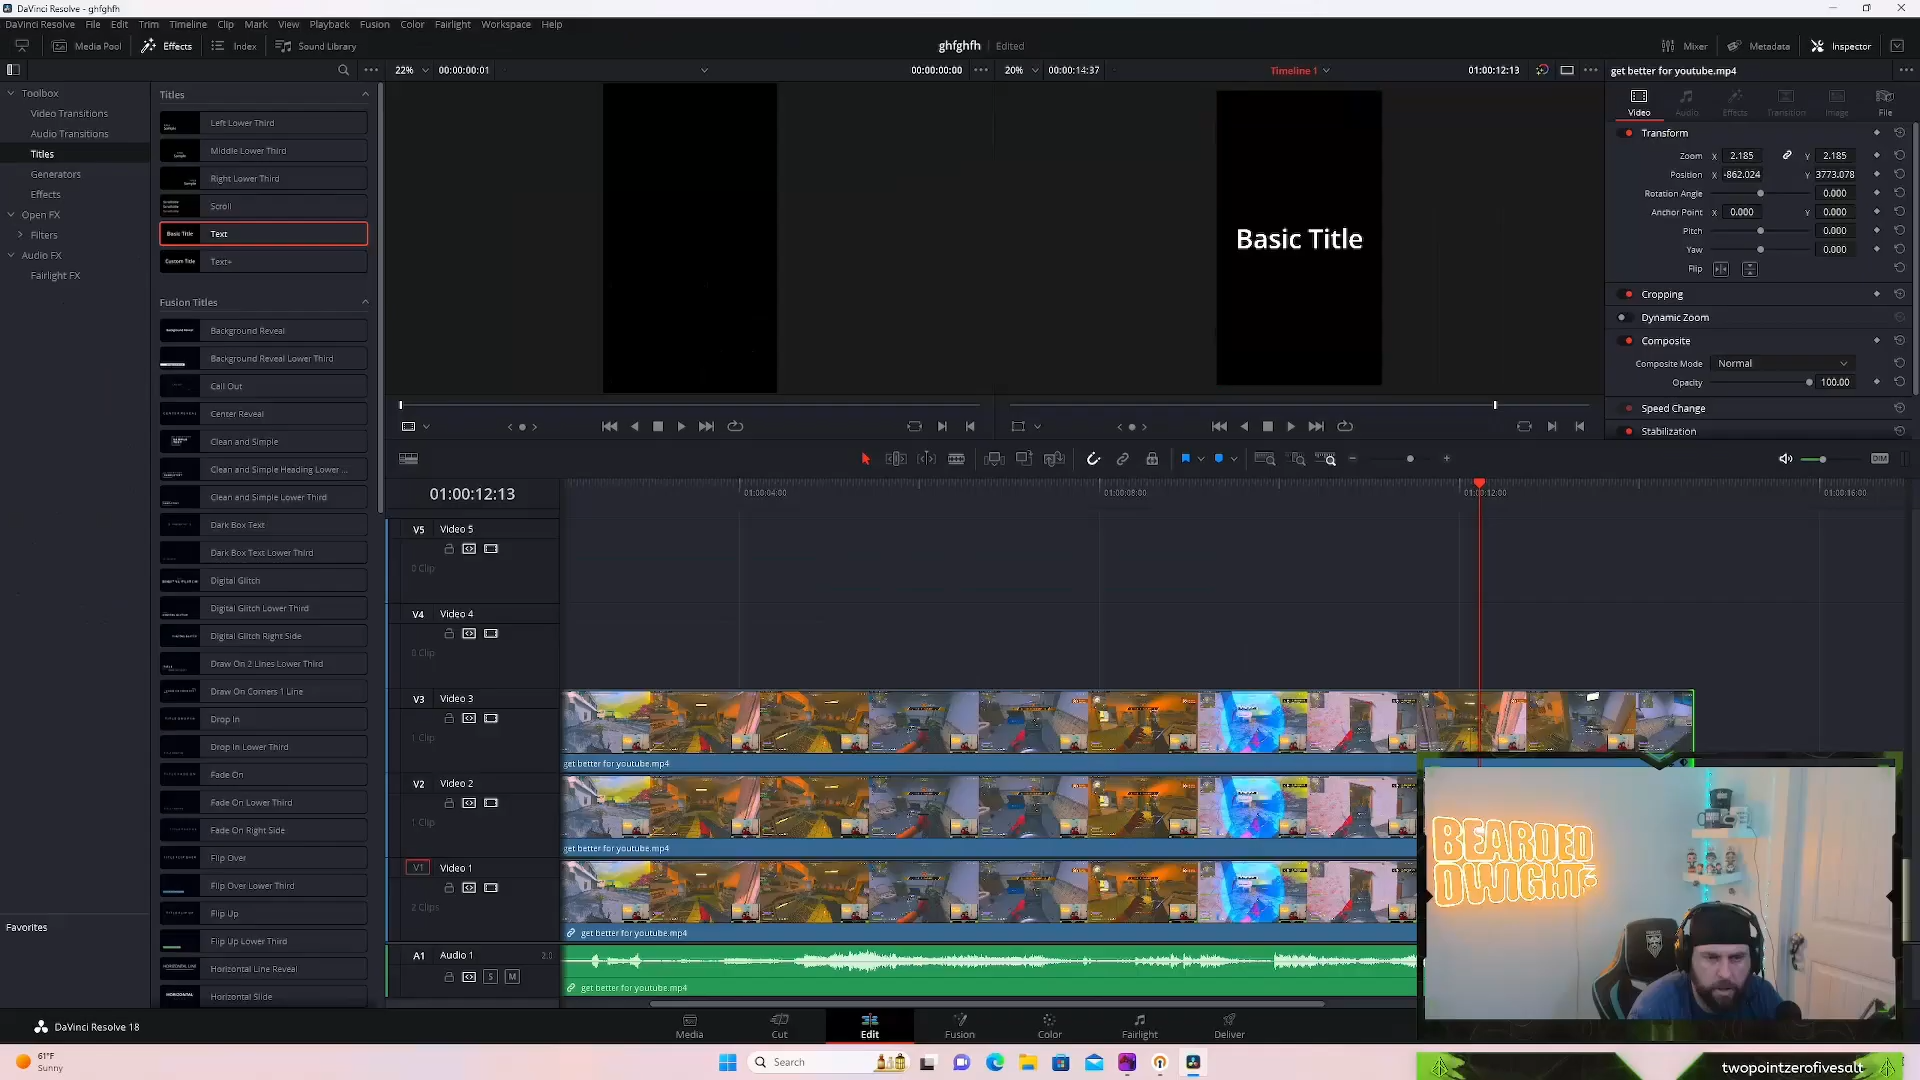 DaVinci Resolve - ghfghfh
DaVinci Resolve File Edit Trim Timeline Clip Mark View Playback Fusion Color Fairlight Workspace Help
Media Pool Effects Index Sound Library
ghfghfh Edited
Mixer Metadata Inspector
22% 00:00:00:01 00:00:00:00
20% 00:00:14:37 Timeline 1 01:00:12:13
get better for youtube.mp4
Toolbox
Video Transitions
Audio Transitions
Titles
Generators
Effects
Open FX
Filters
Audio FX
Fairlight FX
Favorites
Titles
Left Lower Third
Middle Lower Third
Right Lower Third
Scroll
Basic Title Text
Custom Title Text+
Fusion Titles
Background Reveal
Background Reveal Lower Third
Call Out
Center Reveal
Clean and Simple
Clean and Simple Heading Lower ...
Clean and Simple Lower Third
Dark Box Text
Dark Box Text Lower Third
Digital Glitch
Digital Glitch Lower Third
Digital Glitch Right Side
Draw On 2 Lines Lower Third
Draw On Corners 1 Line
Drop In
Drop In Lower Third
Fade On
Fade On Lower Third
Fade On Right Side
Flip Over
Flip Over Lower Third
Flip Up
Flip Up Lower Third
Horizontal Line Reveal
Horizontal Slide
Basic Title
Video Audio Effects Transition Image File
Transform
Zoom X 2.185 Y 2.185
Position X -862.024 Y 3773.078
Rotation Angle 0.000
Anchor Point X 0.000 Y 0.000
Pitch 0.000
Yaw 0.000
Flip
Cropping
Dynamic Zoom
Composite
Composite Mode Normal
Opacity 100.00
Speed Change
Stabilization
DIM
01:00:12:13
01:00:04:00 01:00:08:00 01:00:12:00 01:00:16:00
V5 Video 5
0 Clip
V4 Video 4
0 Clip
V3 Video 3
1 Clip
get better for youtube.mp4
V2 Video 2
1 Clip
get better for youtube.mp4
V1 Video 1
2 Clips
get better for youtube.mp4
A1 Audio 1 2.0
S M
get better for youtube.mp4
BEARDED
DWIGHT
DaVinci Resolve 18
Media Cut Edit Fusion Color Fairlight Deliver
61°F
Sunny
Search
twopointzerofivesalt